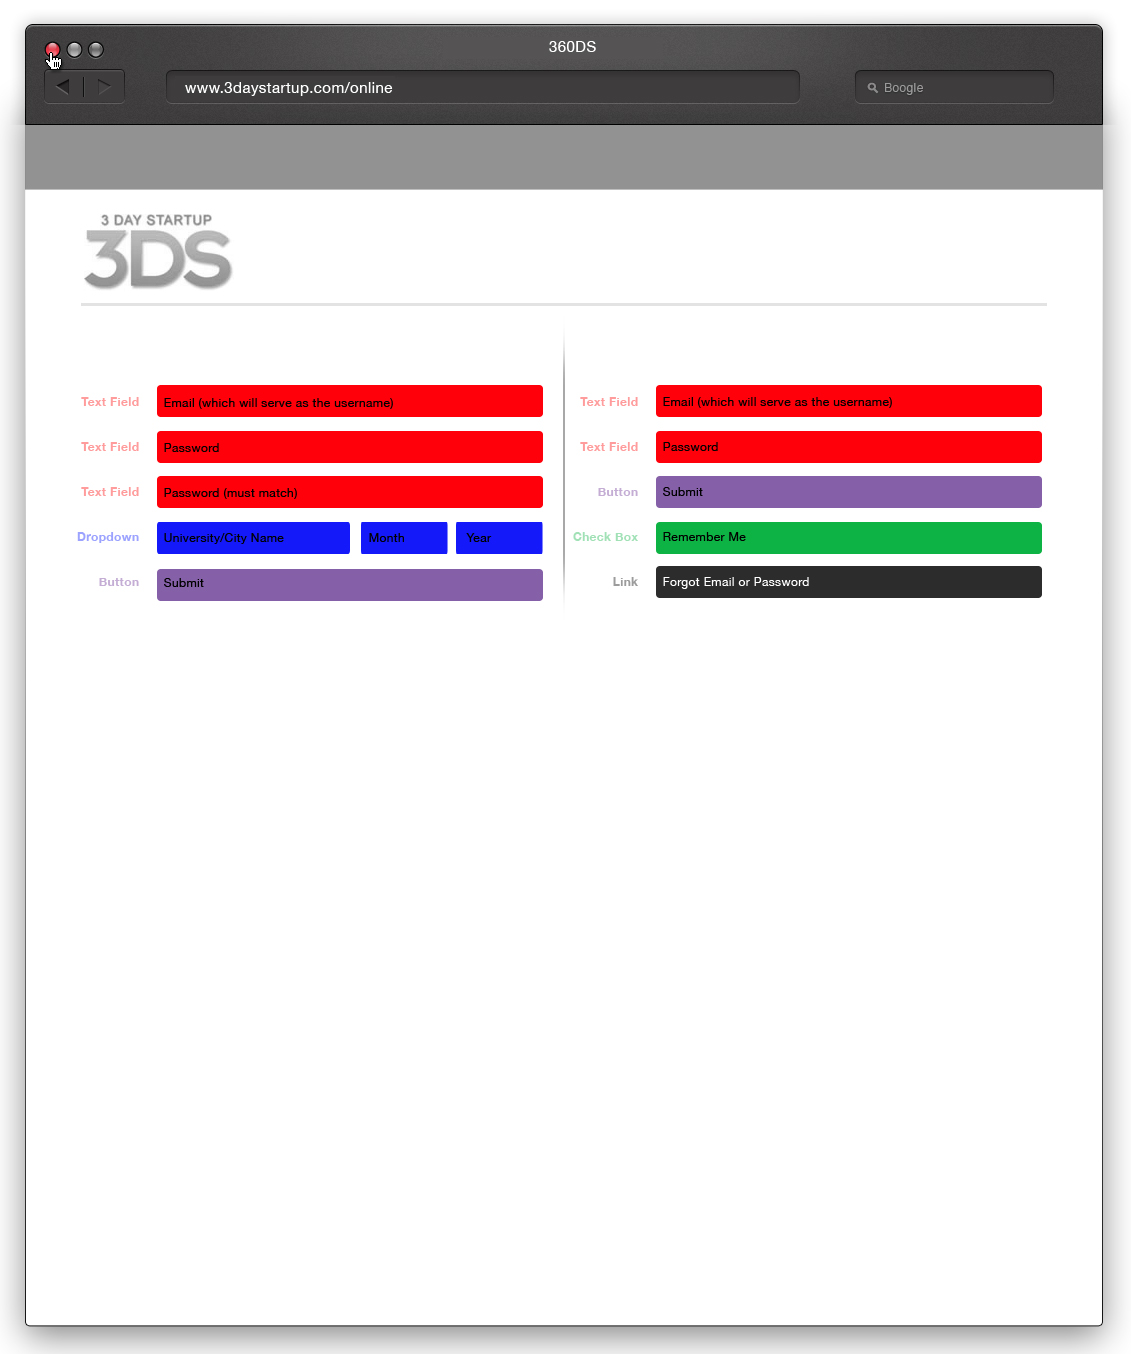 360DS
www.3daystartup.com/online
Boogle
3 DAY STARTUP
3DS
Text Field Email (which will serve as the username)
Text Field Password
Text Field Password (must match)
Dropdown University/City Name Month Year
Button Submit
Text Field Email (which will serve as the username)
Text Field Password
Button Submit
Check Box Remember Me
Link Forgot Email or Password